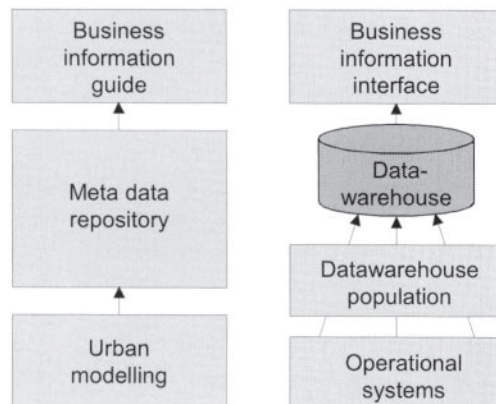 Business
information
guide
Meta data
repository
Urban
modelling
Business
information
interface
Data-
warehouse
Datawarehouse
population
Operational
systems